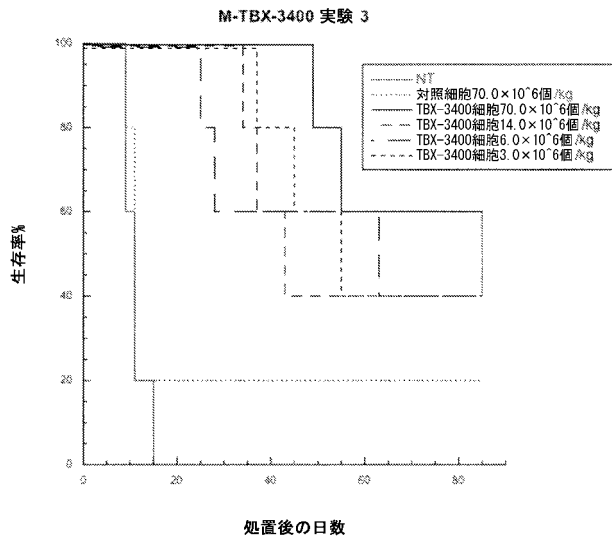 M-TBX-3400 実験 3
100
80
60
40
20
0
生存率%
0
20
40
60
80
処置後の日数
NT
対照細胞70.0×10^6個/kg
TBX-3400細胞70.0×10^6個/kg
TBX-3400細胞14.0×10^6個/kg
TBX-3400細胞6.0×10^6個/kg
TBX-3400細胞3.0×10^6個/kg